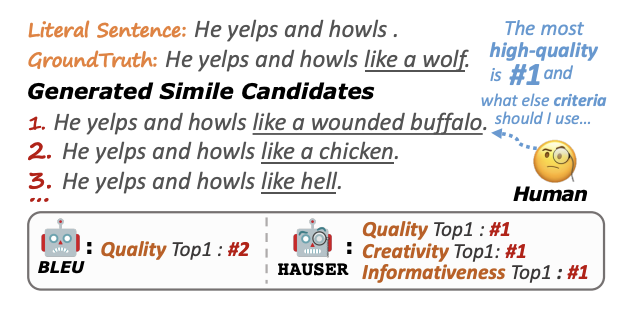 Literal Sentence: He yelps and howls .
GroundTruth: He yelps and howls like a wolf.
Generated Simile Candidates
1. He yelps and howls like a wounded buffalo.
2. He yelps and howls like a chicken.
3. He yelps and howls like hell.
...
The most
high-quality
is #1 and
what else criteria
should I use...
Human
BLEU : Quality Top1 : #2
HAUSER : Quality Top1 : #1
Creativity Top1: #1
Informativeness Top1 : #1